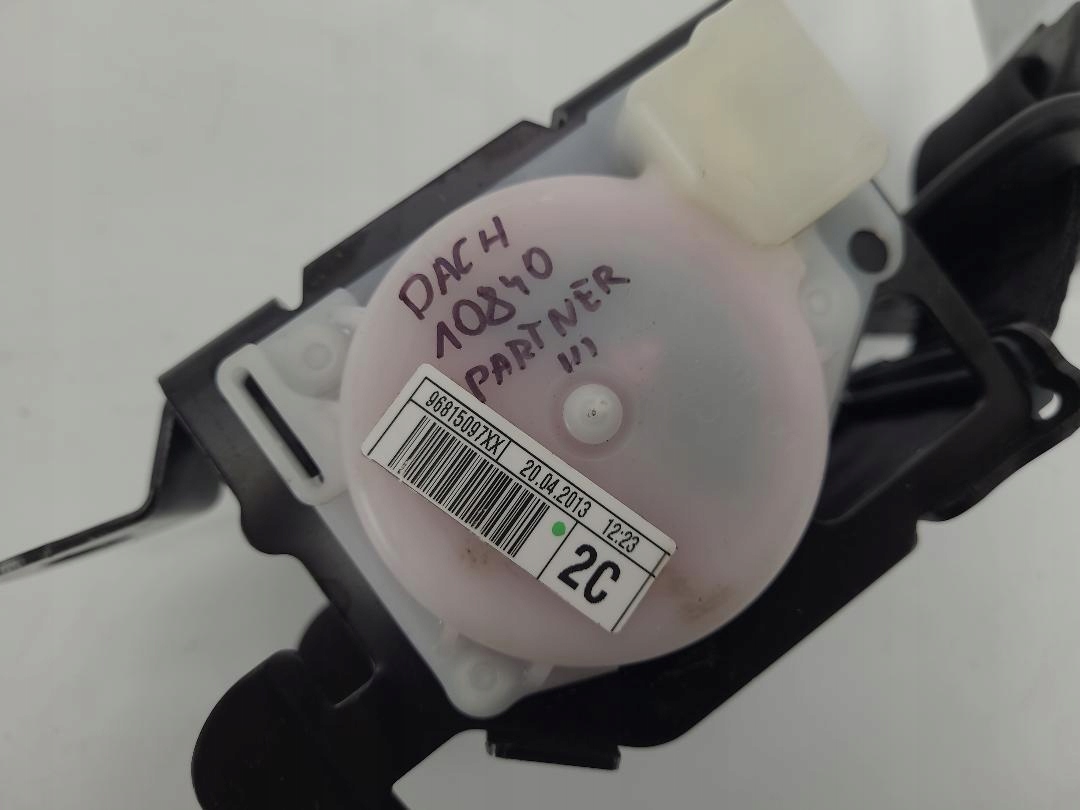 DACH
10840
PARTNER
III
96815097XX
20.04.2013 12:23
2C